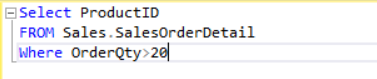 Select ProductID
FROM Sales.SalesOrderDetail
Where OrderQty>20